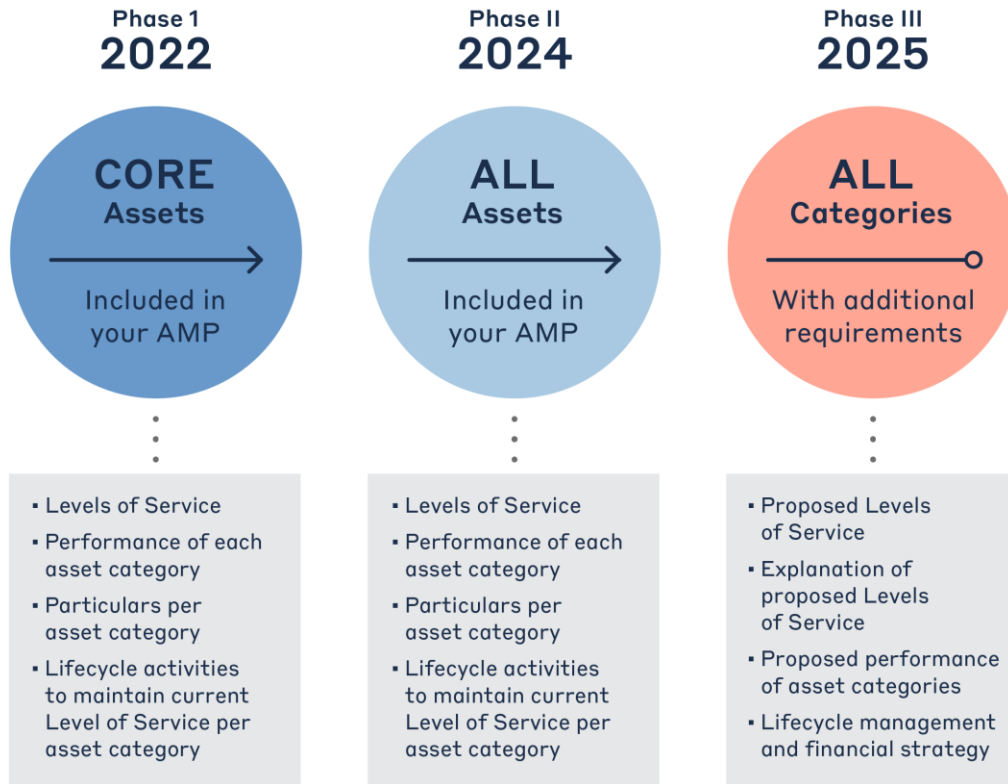 Phase 1
2022
CORE
Assets
Included in
your AMP
▪ Levels of Service
▪ Performance of each
asset category
▪ Particulars per
asset category
▪ Lifecycle activities
to maintain current
Level of Service per
asset category
Phase II
2024
ALL
Assets
Included in
your AMP
▪ Levels of Service
▪ Performance of each
asset category
▪ Particulars per
asset category
▪ Lifecycle activities
to maintain current
Level of Service per
asset category
Phase III
2025
ALL
Categories
With additional
requirements
▪ Proposed Levels
of Service
▪ Explanation of
proposed Levels
of Service
▪ Proposed performance
of asset categories
▪ Lifecycle management
and financial strategy